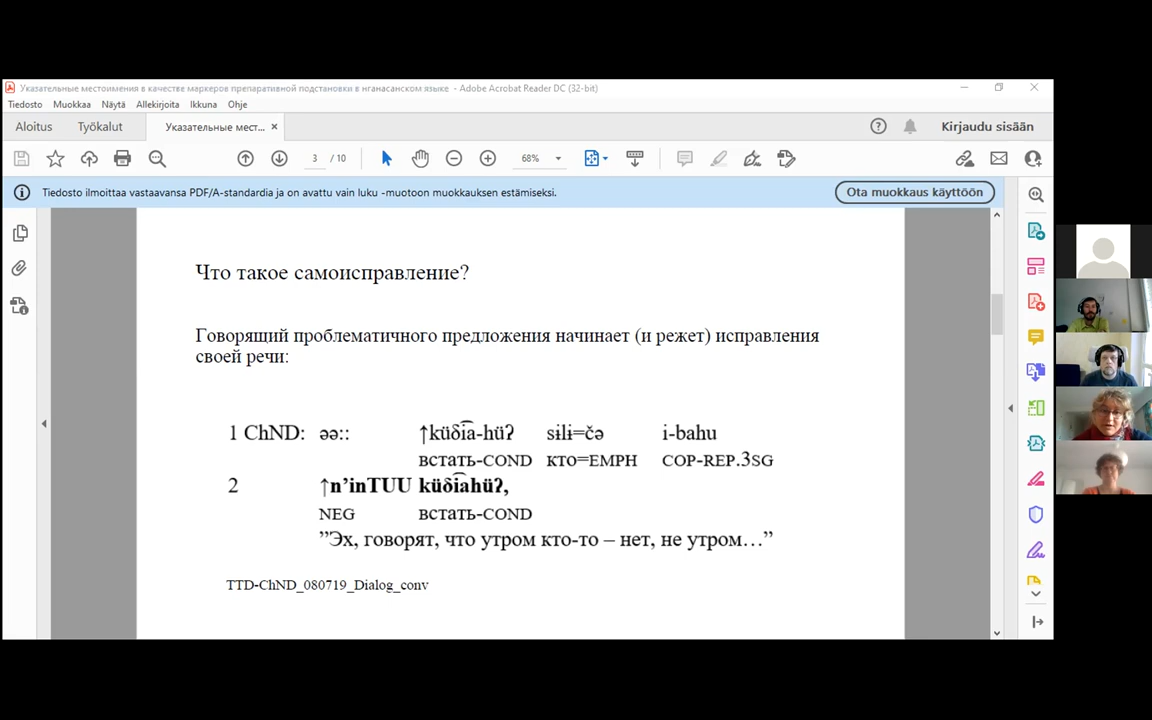 Указательные местоимения в качестве маркеров препаративной подстановки в нганасанском языке - Adobe Acrobat Reader DC (32-bit)
Tiedosto Muokkaa Näytä Allekirjoita Ikkuna Ohje
Aloitus Työkalut Указательные мест... × Kirjaudu sisään
3 / 10 68%
Tiedosto ilmoittaa vastaavansa PDF/A-standardia ja on avattu vain luku -muotoon muokkauksen estämiseksi. Ota muokkaus käyttöön
Что такое самоисправление?
Говорящий проблематичного предложения начинает (и режет) исправления
своей речи:
1 ChND: əə:: ↑küδi͡a-hüʔ sɨlɨ=čə i-bahu
встать-COND кто=EMPH COP-REP.3SG
2 ↑n’inTUU küδi͡ahüʔ,
NEG встать-COND
”Эх, говорят, что утром кто-то – нет, не утром…”
TTD-ChND_080719_Dialog_conv